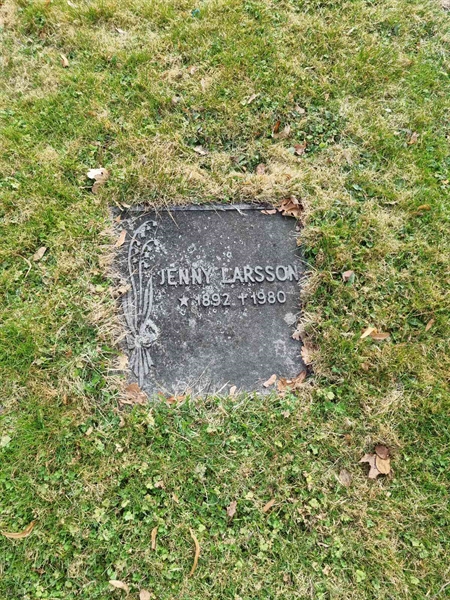 JENNY LARSSON
★ 1892 † 1980